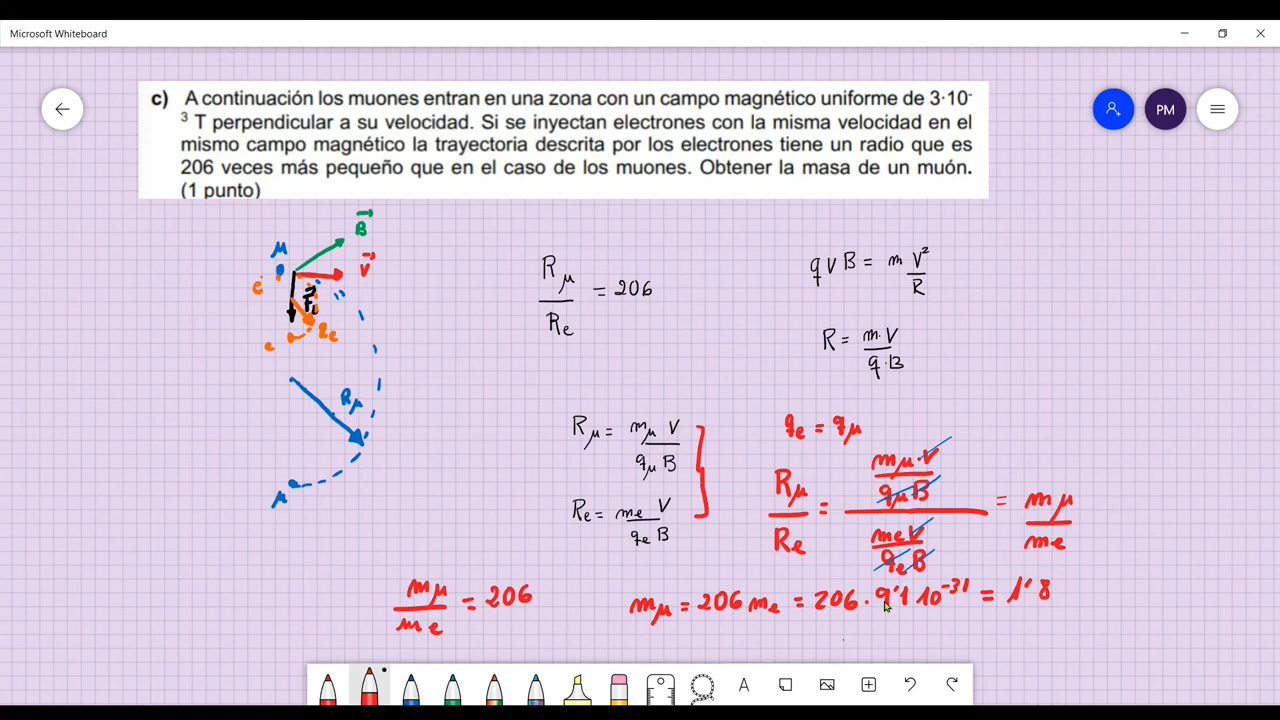 Microsoft Whiteboard
PM
c) A continuación los muones entran en una zona con un campo magnético uniforme de 3·10-
3 T perpendicular a su velocidad. Si se inyectan electrones con la misma velocidad en el
mismo campo magnético la trayectoria descrita por los electrones tiene un radio que es
206 veces más pequeño que en el caso de los muones. Obtener la masa de un muón.
(1 punto)
B
μ
V
e
F
Re
e
Rμ
μ
Rμ / Re = 206
q V B = m V² / R
R = m·V / q·B
Rμ = mμ V / qμ B
Re = me V / qe B
qe = qμ
Rμ / Re = (mμ·V / qμ B) / (me V / qe B) = mμ / me
mμ / me = 206
mμ = 206 me = 206 · 9'1 10⁻³¹ = 1'8
A